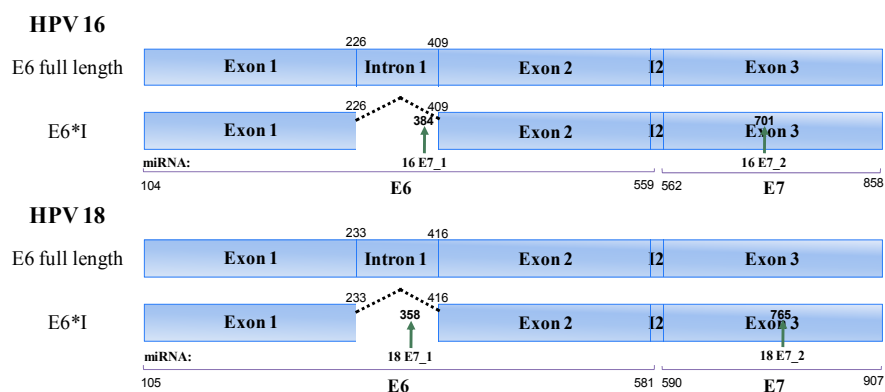 HPV 16
226 409
E6 full length Exon 1 Intron 1 Exon 2 I2 Exon 3
226 409
384 701
E6*I Exon 1 Exon 2 I2 Exon 3
miRNA: 16 E7_1 16 E7_2
104 E6 559 562 E7 858
HPV 18
233 416
E6 full length Exon 1 Intron 1 Exon 2 I2 Exon 3
233 416
358 765
E6*I Exon 1 Exon 2 I2 Exon 3
miRNA: 18 E7_1 18 E7_2
105 E6 581 590 E7 907